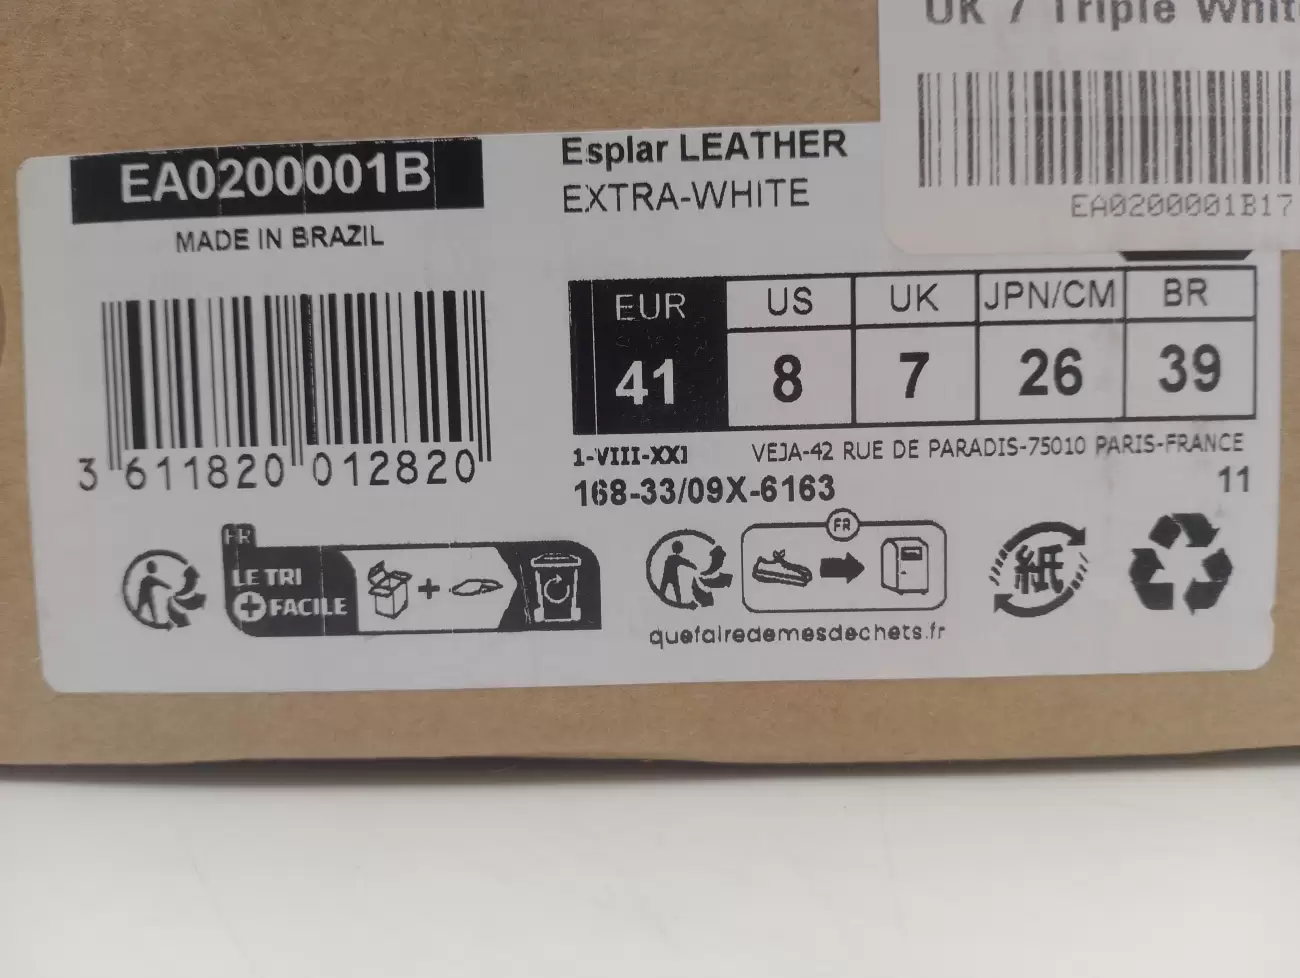 UK 7 Triple White
EA0200001B17
EA0200001B
MADE IN BRAZIL
Esplar LEATHER
EXTRA-WHITE
EUR US UK JPN/CM BR
41 8 7 26 39
3 611820 012820
1-VIII-XXI VEJA-42 RUE DE PARADIS-75010 PARIS-FRANCE
168-33/09X-6163 11
FR
LE TRI
+ FACILE
+
FR
quefairedemesdechets.fr
紙